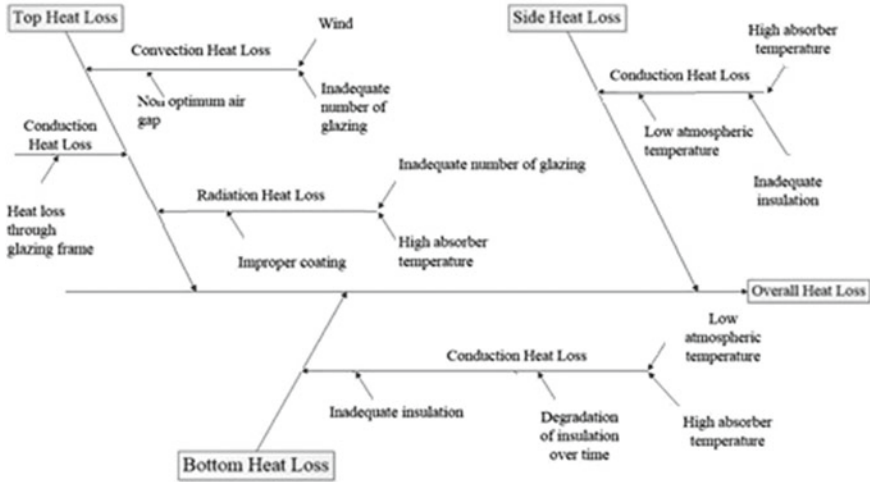 Top Heat Loss
Side Heat Loss
Wind
High absorber
temperature
Convection Heat Loss
Conduction Heat Loss
Non optimum air
gap
Inadequate
number of
glazing
Conduction
Heat Loss
Low atmospheric
temperature
Inadequate number of glazing
Inadequate
insulation
Radiation Heat Loss
Heat loss
through
glazing frame
Improper coating
High absorber
temperature
Overall Heat Loss
Low
atmospheric
temperature
Conduction Heat Loss
Inadequate insulation
Degradation
of insulation
over time
High absorber
temperature
Bottom Heat Loss